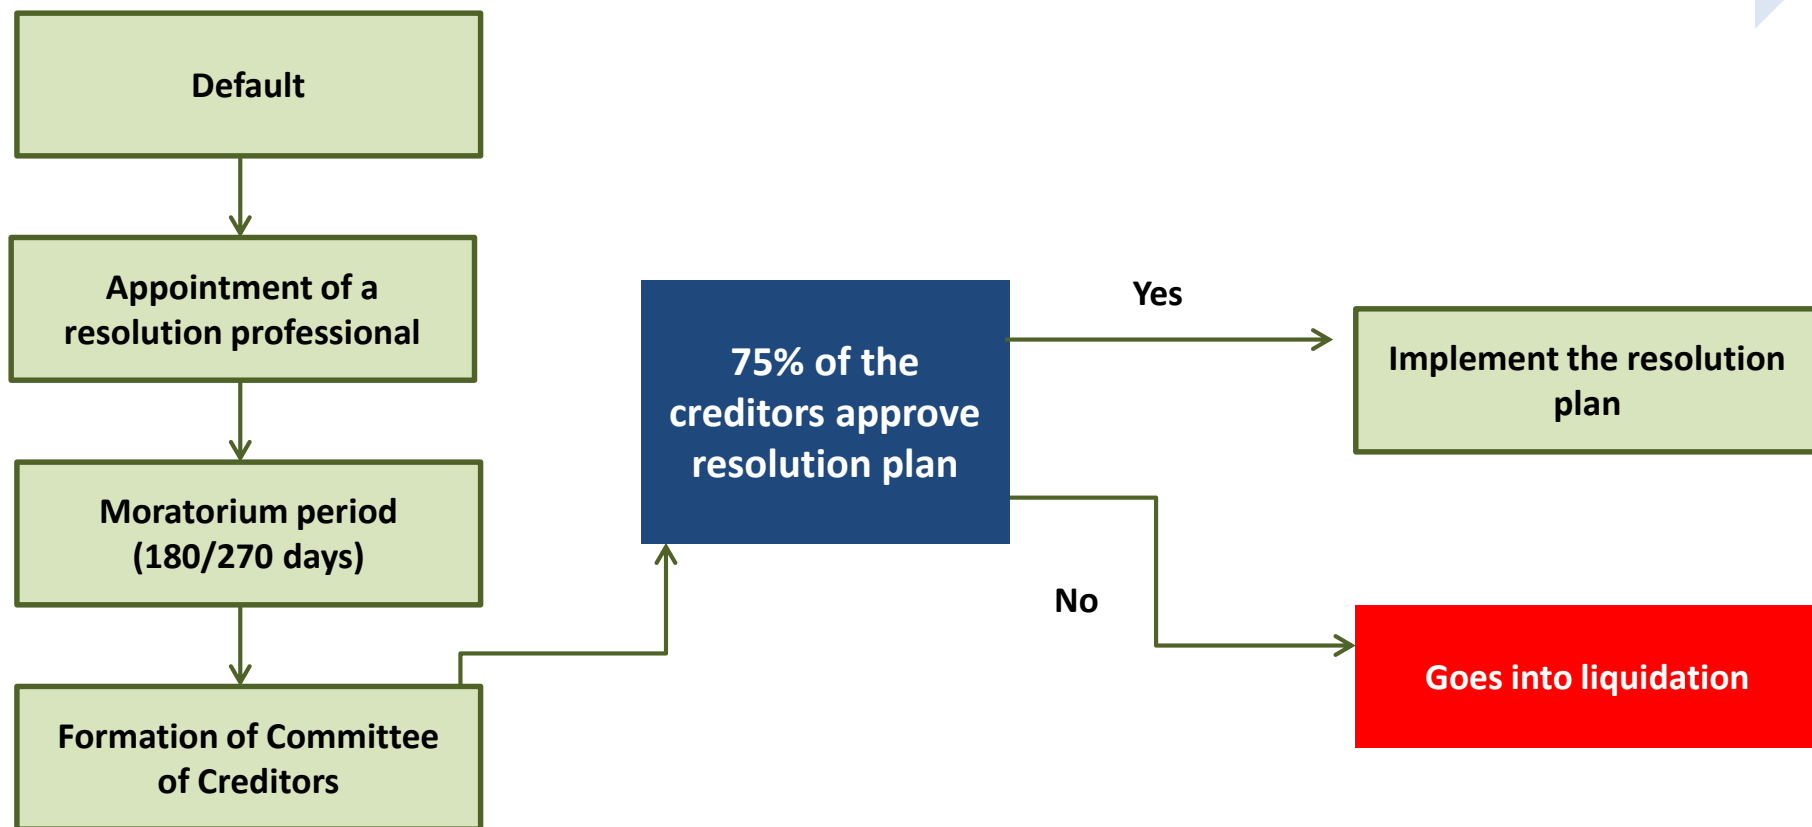 Default
Appointment of a
resolution professional
Moratorium period
(180/270 days)
Formation of Committee
of Creditors
75% of the
creditors approve
resolution plan
Yes
Implement the resolution
plan
No
Goes into liquidation